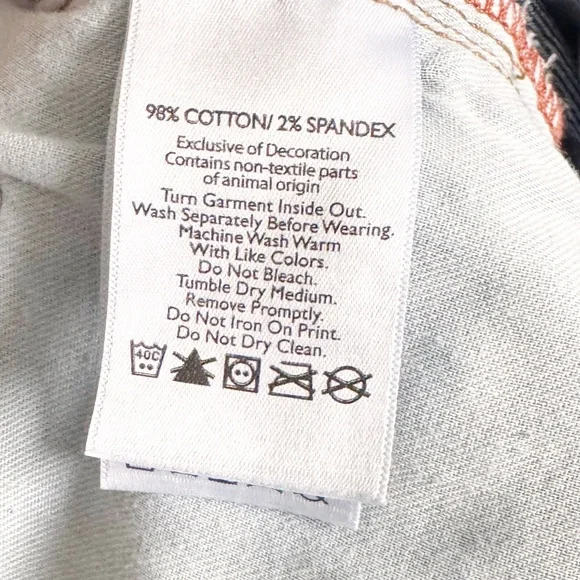 98% COTTON/ 2% SPANDEX
Exclusive of Decoration
Contains non-textile parts
of animal origin
Turn Garment Inside Out.
Wash Separately Before Wearing.
Machine Wash Warm
With Like Colors.
Do Not Bleach.
Tumble Dry Medium.
Remove Promptly.
Do Not Iron On Print.
Do Not Dry Clean.
40C